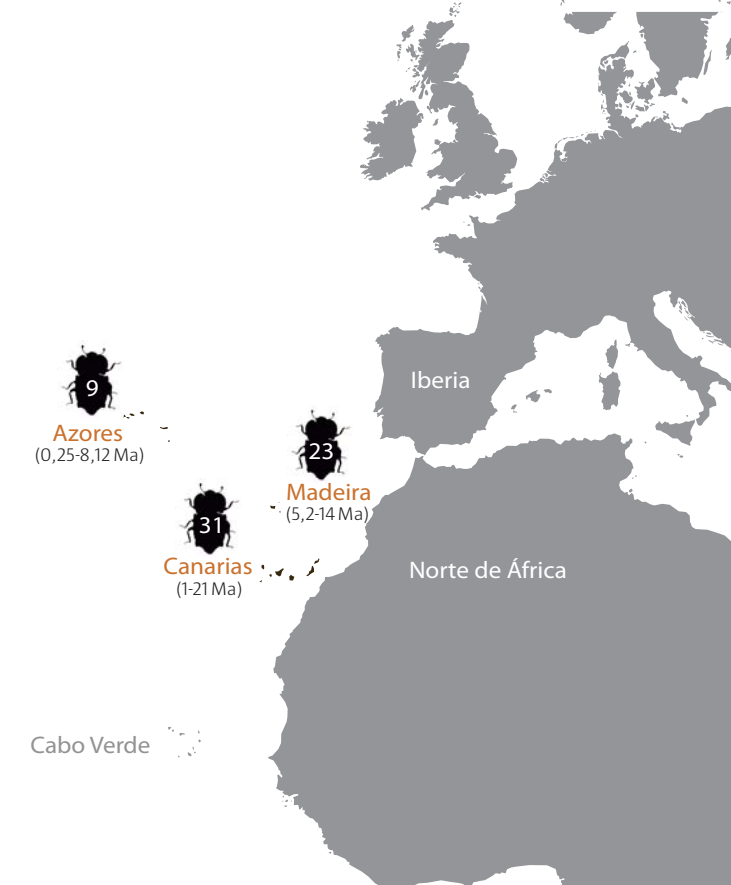 Iberia
9
Azores
(0,25-8,12 Ma)
23
Madeira
(5,2-14 Ma)
31
Canarias
(1-21 Ma)
Norte de África
Cabo Verde